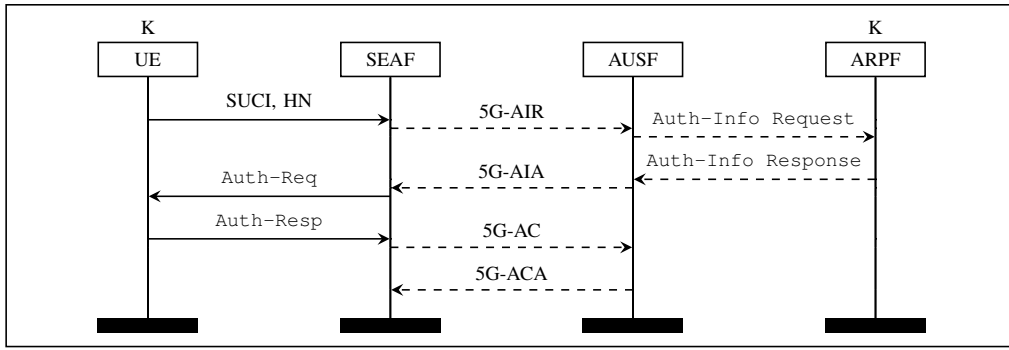 K K
UE SEAF AUSF ARPF
SUCI, HN
5G-AIR
Auth-Info Request
Auth-Info Response
5G-AIA
Auth-Req
Auth-Resp
5G-AC
5G-ACA